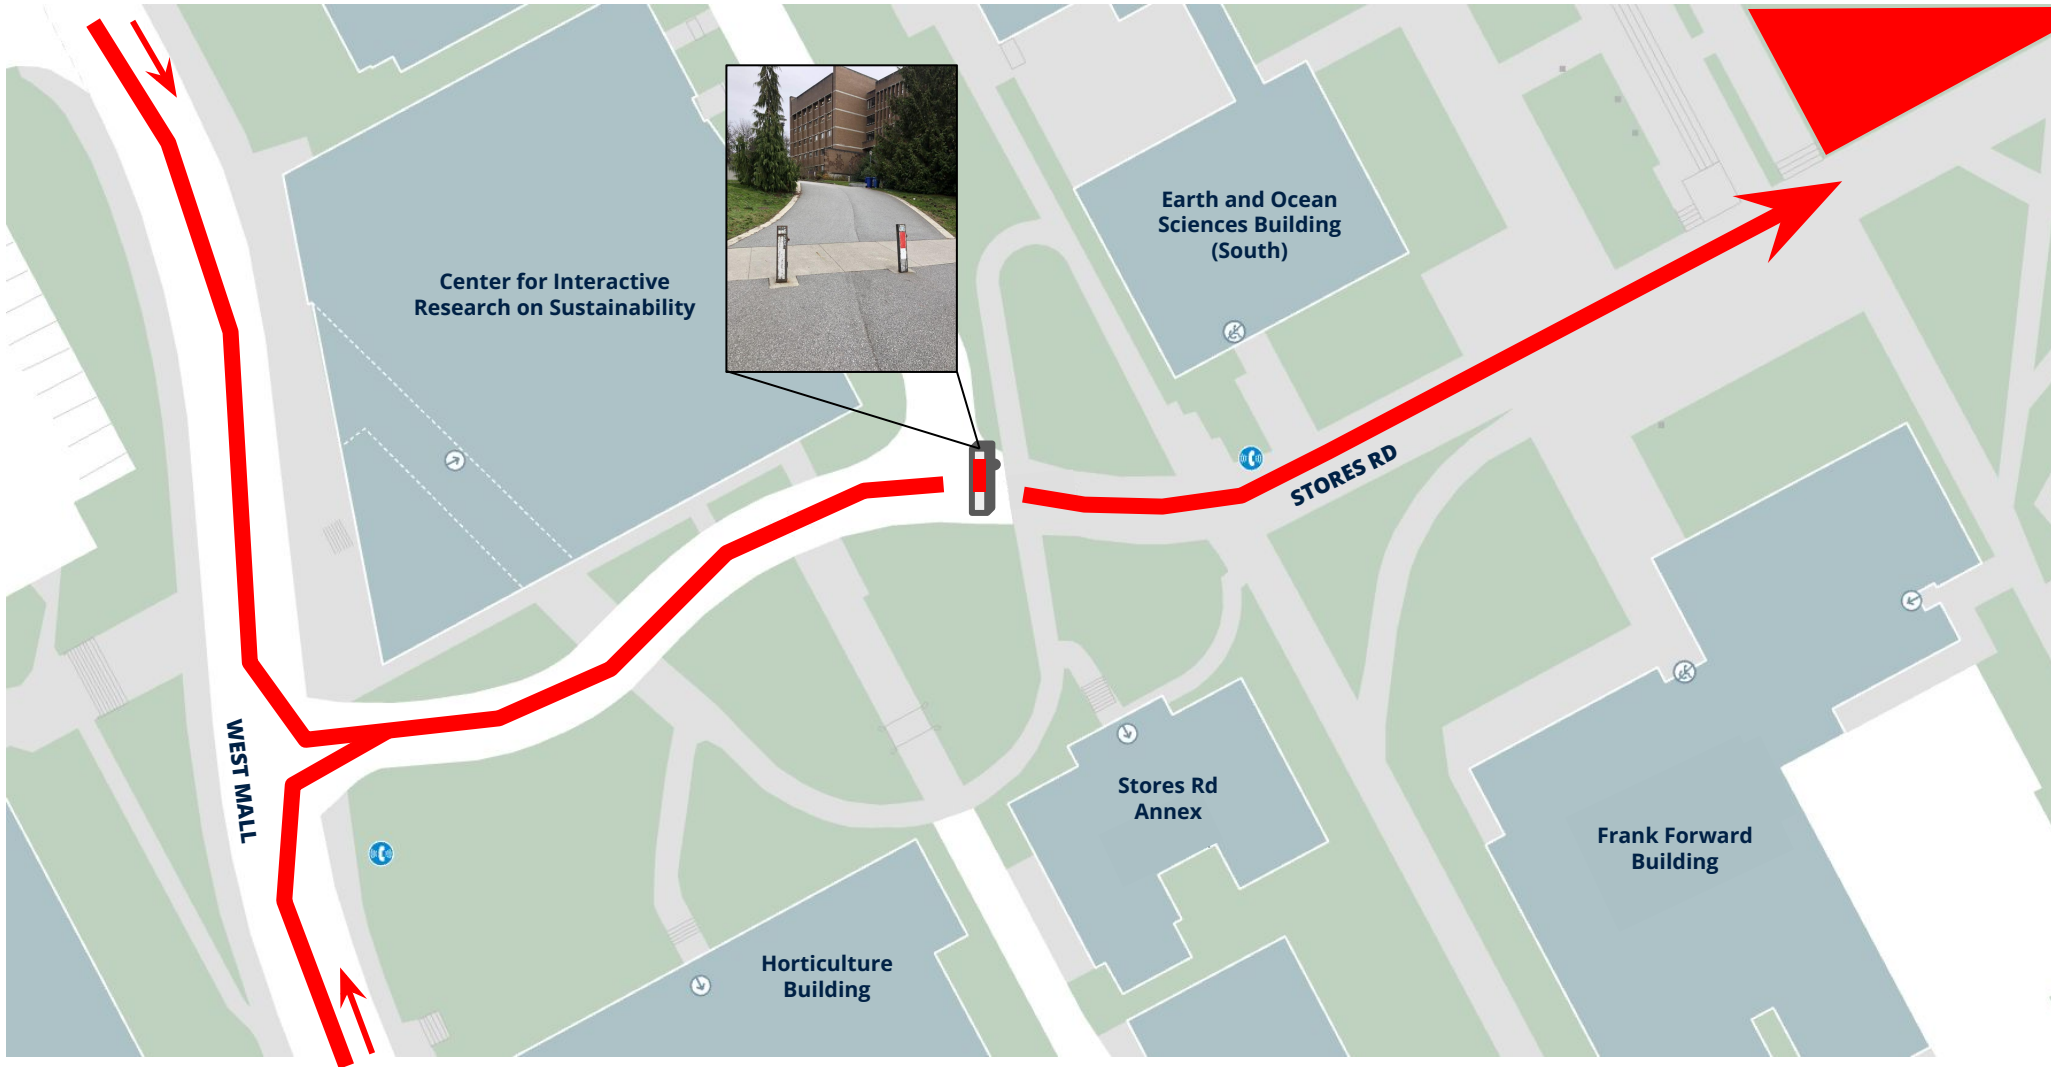 Earth and Ocean
Sciences Building
(South)
Center for Interactive
Research on Sustainability
STORES RD
WEST MALL
Stores Rd
Annex
Frank Forward
Building
Horticulture
Building